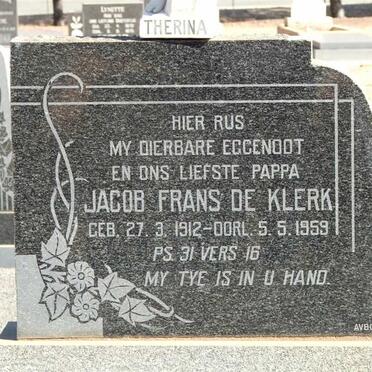 LYNETTE
THERINA
HIER RUS
MY DIERBARE EGGENOOT
EN ONS LIEFSTE PAPPA
JACOB FRANS DE KLERK
GEB. 27. 3. 1912-OORL. 5. 5. 1959
PS. 31 VERS 16
MY TYE IS IN U HAND.